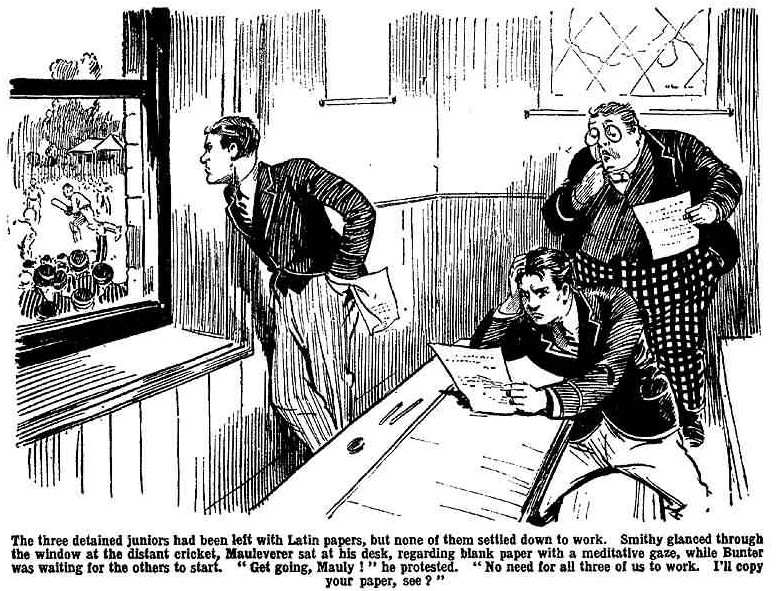 The three detained juniors had been left with Latin papers, but none of them settled down to work. Smithy glanced through
the window at the distant cricket, Mauleverer sat at his desk, regarding blank paper with a meditative gaze, while Bunter
was waiting for the others to start. " Get going, Mauly ! " he protested. " No need for all three of us to work. I'll copy
your paper, see ? "